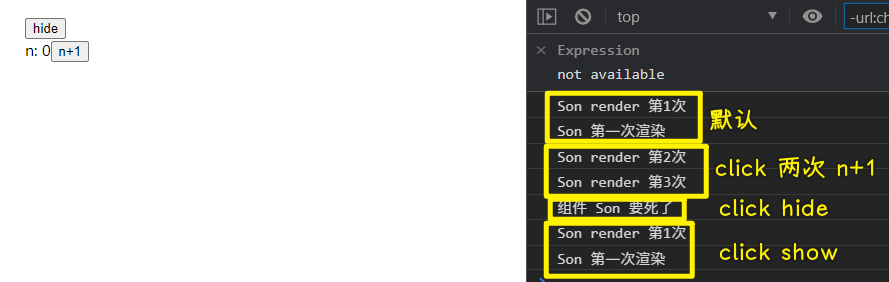 hide
n: 0 n+1
top
-url:ch
× Expression
not available
Son render 第1次
Son 第一次渲染
默认
Son render 第2次
Son render 第3次
click 两次 n+1
组件 Son 要死了
click hide
Son render 第1次
Son 第一次渲染
click show